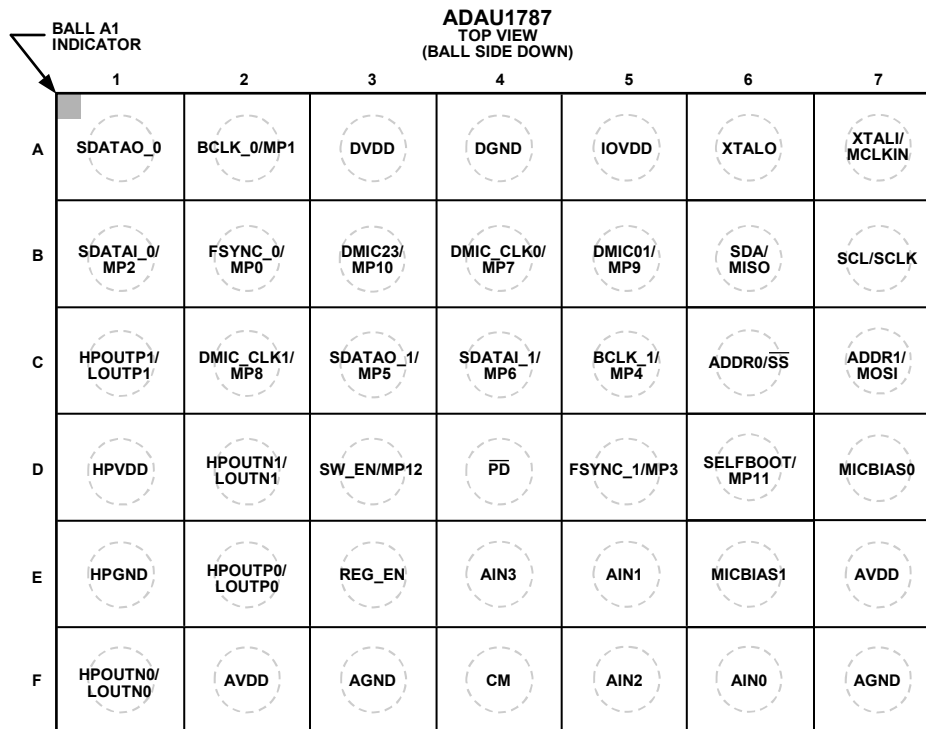 ADAU1787
TOP VIEW
(BALL SIDE DOWN)
BALL A1
INDICATOR
1 2 3 4 5 6 7
A
SDATAO_0
BCLK_0/MP1
DVDD
DGND
IOVDD
XTALO
XTALI/
MCLKIN
B
SDATAI_0/
MP2
FSYNC_0/
MP0
DMIC23/
MP10
DMIC_CLK0/
MP7
DMIC01/
MP9
SDA/
MISO
SCL/SCLK
C
HPOUTP1/
LOUTP1
DMIC_CLK1/
MP8
SDATAO_1/
MP5
SDATAI_1/
MP6
BCLK_1/
MP4
ADDR0/S̅S̅
ADDR1/
MOSI
D
HPVDD
HPOUTN1/
LOUTN1
SW_EN/MP12
P̅D̅
FSYNC_1/MP3
SELFBOOT/
MP11
MICBIAS0
E
HPGND
HPOUTP0/
LOUTP0
REG_EN
AIN3
AIN1
MICBIAS1
AVDD
F
HPOUTN0/
LOUTN0
AVDD
AGND
CM
AIN2
AIN0
AGND